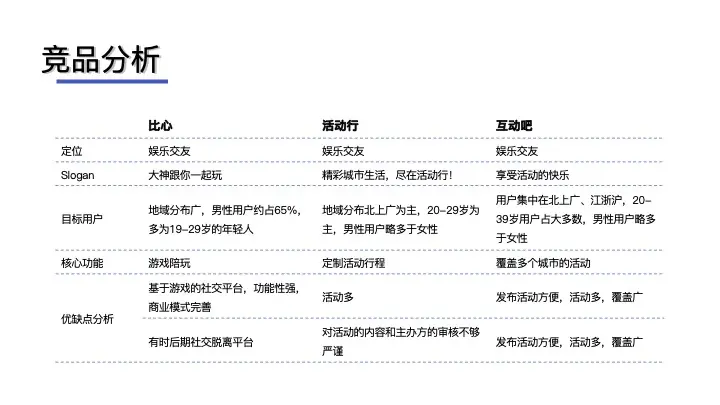 竞品分析
比心 活动行 互动吧
定位 娱乐交友 娱乐交友 娱乐交友
Slogan 大神跟你一起玩 精彩城市生活，尽在活动行！ 享受活动的快乐
目标用户
地域分布广，男性用户约占65%，
多为19-29岁的年轻人
地域分布北上广为主，20-29岁为
主，男性用户略多于女性
用户集中在北上广、江浙沪，20-
39岁用户占大多数，男性用户略多
于女性
核心功能 游戏陪玩 定制活动行程 覆盖多个城市的活动
优缺点分析
基于游戏的社交平台，功能性强，
商业模式完善
活动多
发布活动方便，活动多，覆盖广
有时后期社交脱离平台
对活动的内容和主办方的审核不够
严谨
发布活动方便，活动多，覆盖广